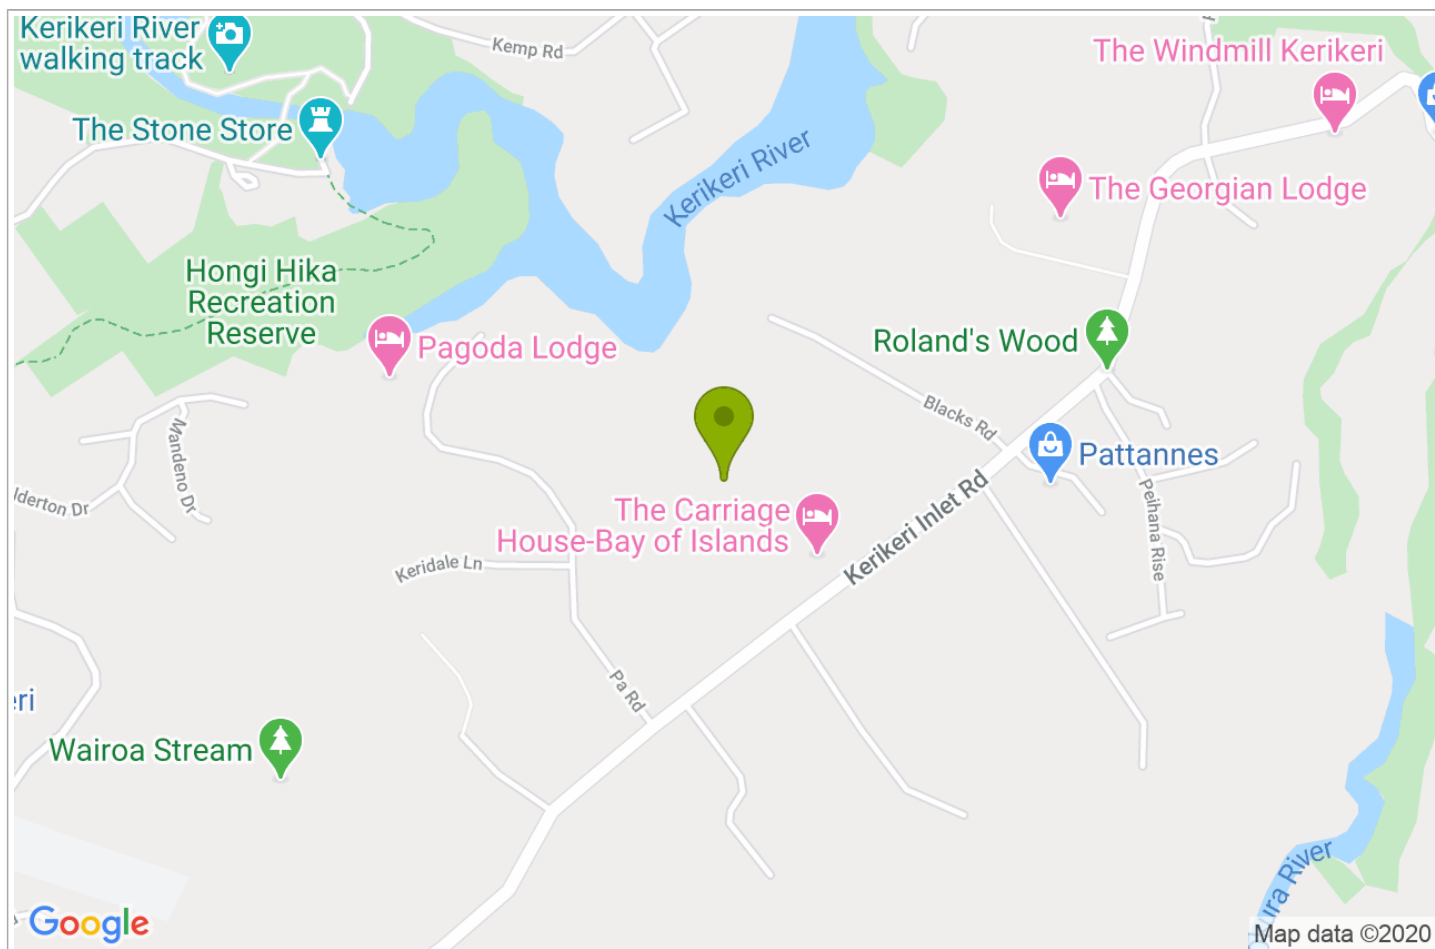 Kerikeri River
walking track
Kemp Rd
The Windmill Kerikeri
The Stone Store
Kerikeri River
The Georgian Lodge
Hongi Hika
Recreation
Reserve
Pagoda Lodge
Roland's Wood
Blacks Rd
Mandeno Dr
Pattannes
lderton Dr
The Carriage
House-Bay of Islands
Kerikeri Inlet Rd
Peihana Rise
Keridale Ln
Pa Rd
eri
Wairoa Stream
ura River
Google
Map data ©2020